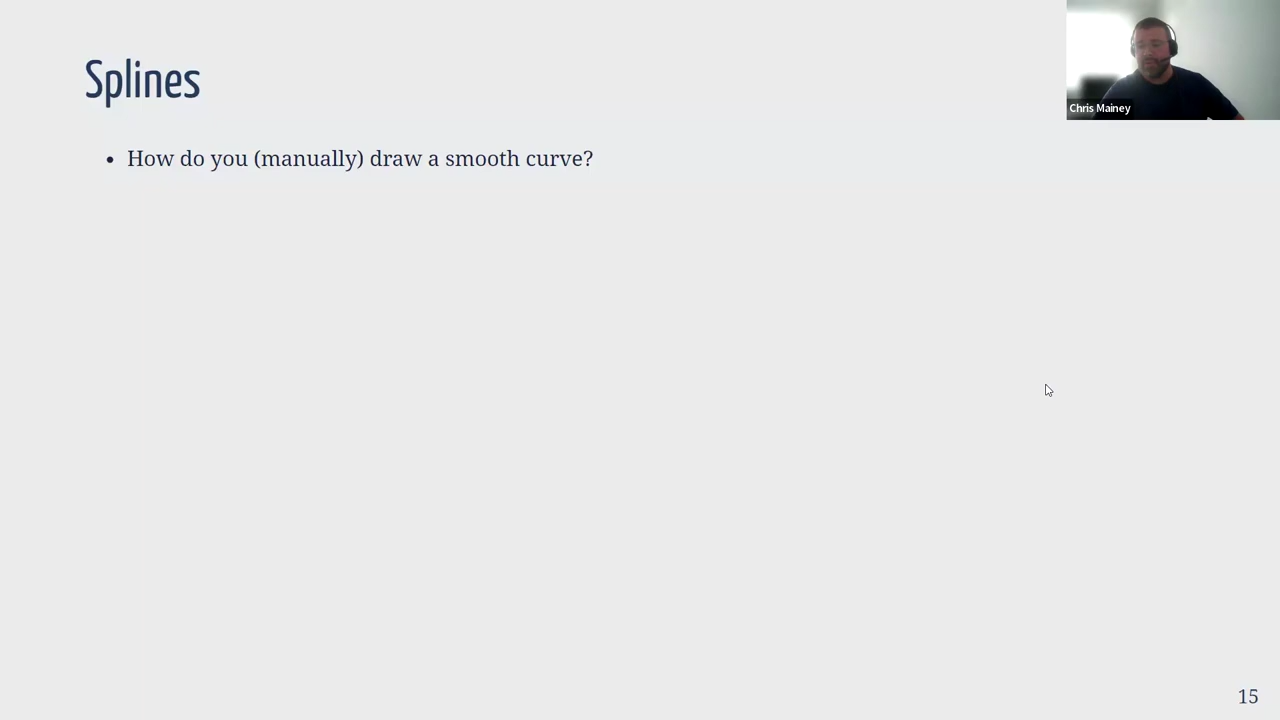 Splines
Chris Mainey
• How do you (manually) draw a smooth curve?
15